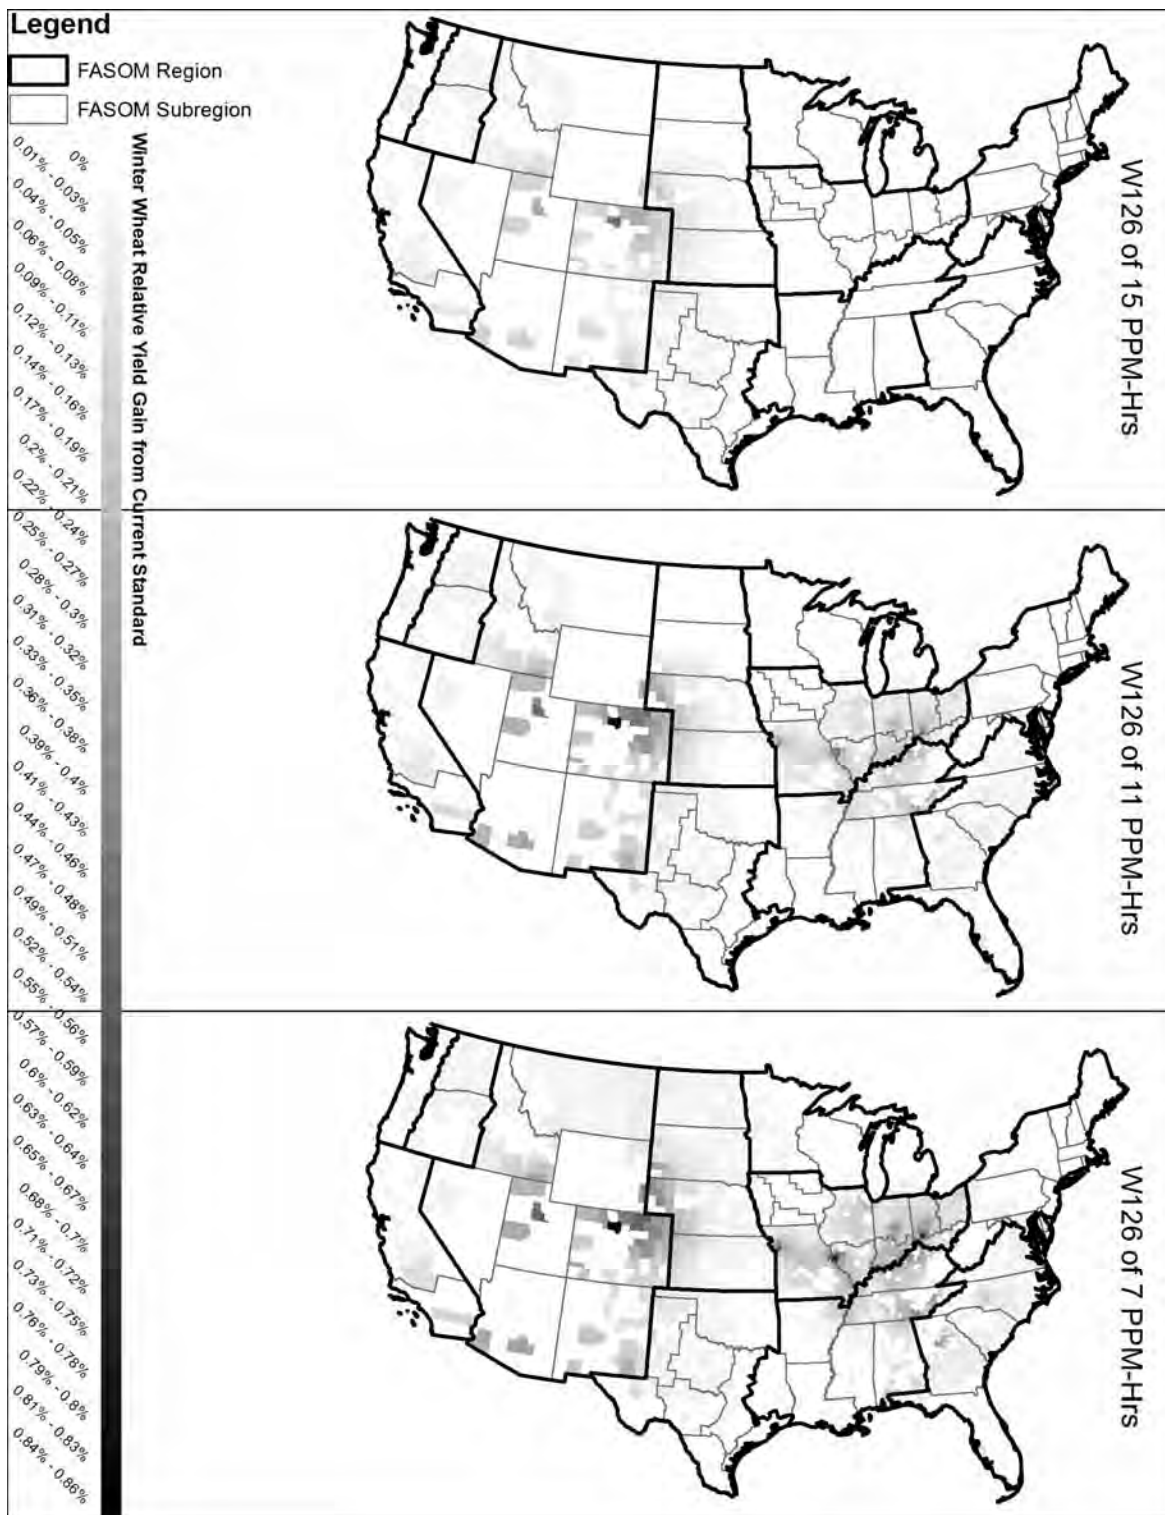 Legend
FASOM Region
FASOM Subregion
Winter Wheat Relative Yield Gain from Current Standard
0%
0.01% - 0.03%
0.04% - 0.05%
0.06% - 0.08%
0.09% - 0.11%
0.12% - 0.13%
0.14% - 0.16%
0.17% - 0.19%
0.2% - 0.21%
0.22% - 0.24%
0.25% - 0.27%
0.28% - 0.3%
0.31% - 0.32%
0.33% - 0.35%
0.36% - 0.38%
0.39% - 0.4%
0.41% - 0.43%
0.44% - 0.46%
0.47% - 0.48%
0.49% - 0.51%
0.52% - 0.54%
0.55% - 0.56%
0.57% - 0.59%
0.6% - 0.62%
0.63% - 0.64%
0.65% - 0.67%
0.68% - 0.7%
0.71% - 0.72%
0.73% - 0.75%
0.76% - 0.78%
0.79% - 0.8%
0.81% - 0.83%
0.84% - 0.86%
W126 of 15 PPM-Hrs
W126 of 11 PPM-Hrs
W126 of 7 PPM-Hrs